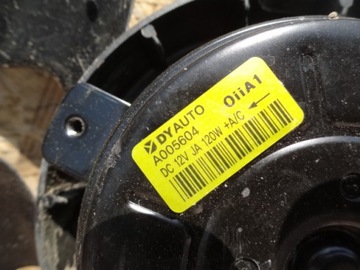 DYAUTO OiiA1
A005604
DC 12V JA 120W +A/C